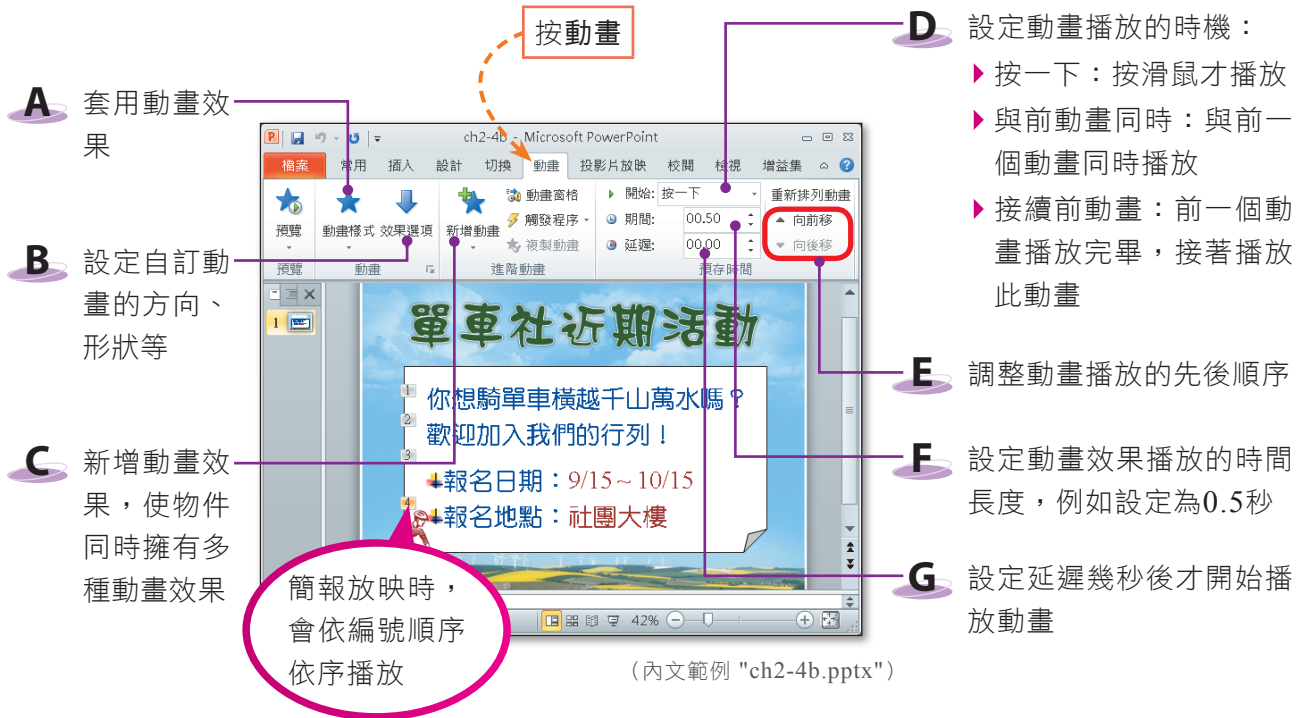 按動畫
A 套用動畫效
果
B 設定自訂動
畫的方向、
形狀等
C 新增動畫效
果，使物件
同時擁有多
種動畫效果
ch2-4b - Microsoft PowerPoint
檔案 常用 插入 設計 切換 動畫 投影片放映 校閱 檢視 增益集
預覽 動畫樣式 效果選項 新增動畫
動畫窗格
觸發程序
複製動畫
開始: 按一下
期間: 00.50
延遲: 00.00
重新排列動畫
向前移
向後移
預覽 動畫 進階動畫 預存時間
1
單車社近期活動
1
你想騎單車橫越千山萬水嗎？
2
歡迎加入我們的行列！
3
報名日期：9/15～10/15
4
報名地點：社團大樓
42%
簡報放映時，
會依編號順序
依序播放
（內文範例 "ch2-4b.pptx"）
D 設定動畫播放的時機：
按一下：按滑鼠才播放
與前動畫同時：與前一
個動畫同時播放
接續前動畫：前一個動
畫播放完畢，接著播放
此動畫
E 調整動畫播放的先後順序
F 設定動畫效果播放的時間
長度，例如設定為0.5秒
G 設定延遲幾秒後才開始播
放動畫